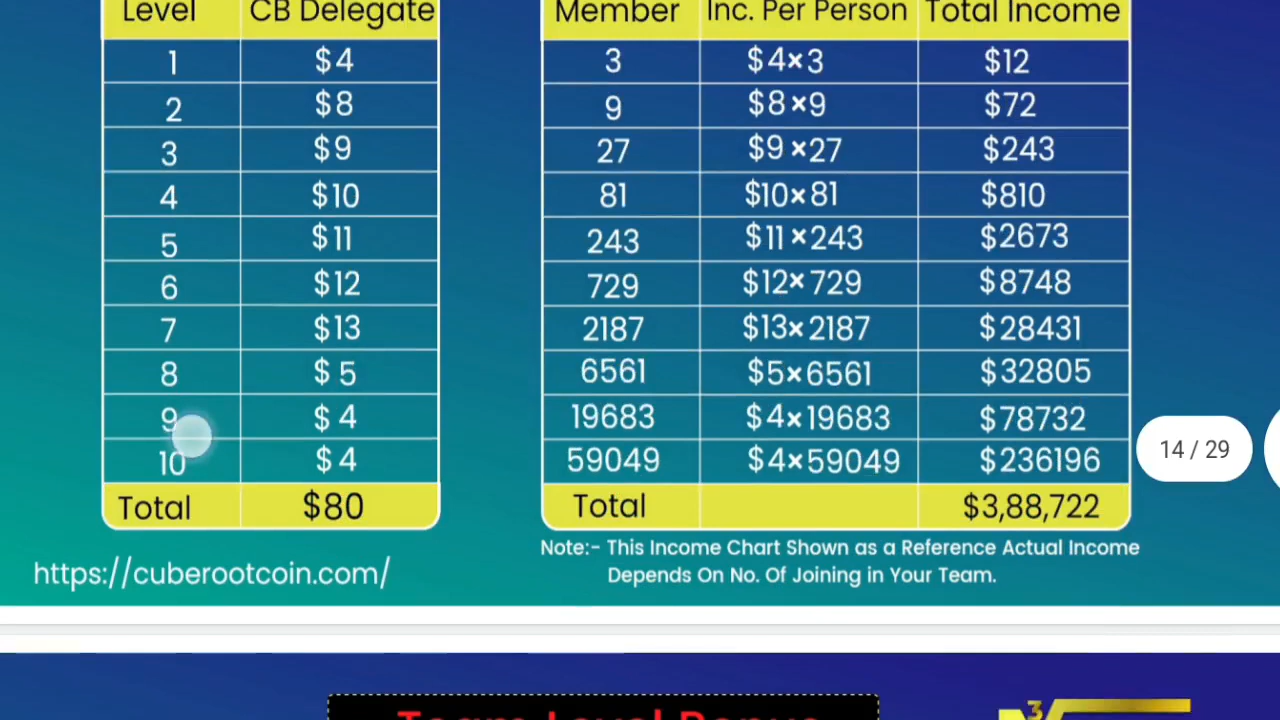 Level CB Delegate
1 $4
2 $8
3 $9
4 $10
5 $11
6 $12
7 $13
8 $5
9 $4
10 $4
Total $80
Member Inc. Per Person Total Income
3 $4×3 $12
9 $8×9 $72
27 $9×27 $243
81 $10×81 $810
243 $11×243 $2673
729 $12×729 $8748
2187 $13×2187 $28431
6561 $5×6561 $32805
19683 $4×19683 $78732
59049 $4×59049 $236196
Total $3,88,722
14 / 29
Note:- This Income Chart Shown as a Reference Actual Income
Depends On No. Of Joining in Your Team.
https://cuberootcoin.com/
Team Level Bonus
3